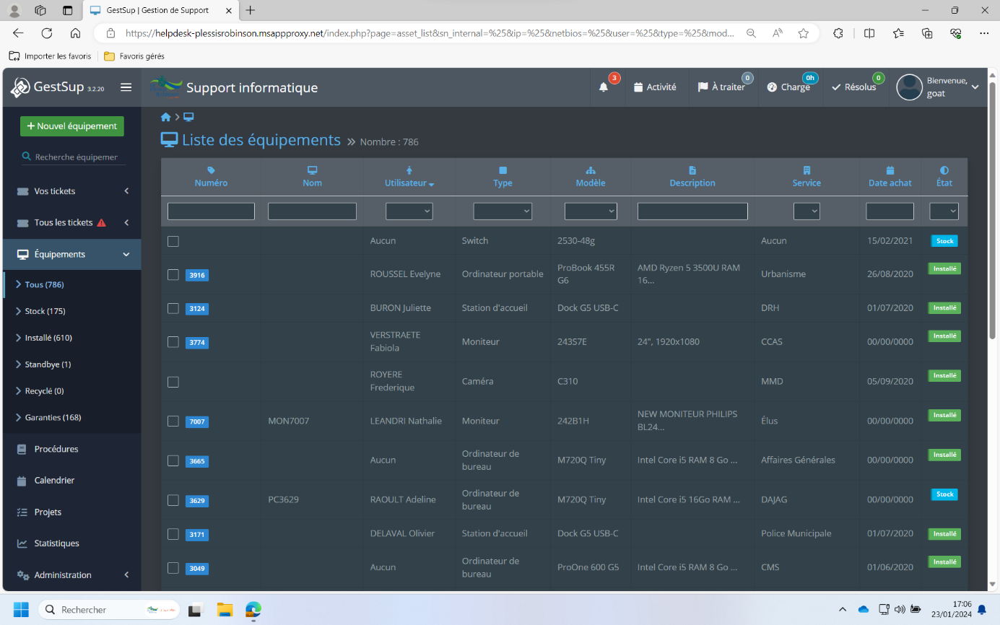 GestSup | Gestion de Support
https://helpdesk-plessisrobinson.msappproxy.net/index.php?page=asset_list&sn_internal=%25&ip=%25&netbios=%25&user=%25&type=%25&mod...
Importer les favoris
Favoris gérés
GestSup 3.2.20
Support informatique
3
Activité
À traiter
0
Charge
0h
Résolus
0
Bienvenue,
goat
Nouvel équipement
Recherche équipemer
Vos tickets
Tous les tickets
Équipements
Tous (786)
Stock (175)
Installé (610)
Standbye (1)
Recyclé (0)
Garanties (168)
Procédures
Calendrier
Projets
Statistiques
Administration
Liste des équipements » Nombre : 786
Numéro Nom Utilisateur Type Modèle Description Service Date achat État
Aucun Switch 2530-48g Aucun 15/02/2021 Stock
3916 ROUSSEL Evelyne Ordinateur portable ProBook 455R AMD Ryzen 5 3500U RAM Urbanisme 26/08/2020 Installé
G6 16...
3124 BURON Juliette Station d'accueil Dock G5 USB-C DRH 01/07/2020 Installé
3774 VERSTRAETE Moniteur 243S7E 24", 1920x1080 CCAS 00/00/0000 Installé
Fabiola
ROYERE Caméra C310 MMD 05/09/2020 Installé
Frederique
7007 MON7007 LEANDRI Nathalie Moniteur 242B1H NEW MONITEUR PHILIPS Élus 00/00/0000 Installé
BL24...
3665 Aucun Ordinateur de M720Q Tiny Intel Core i5 RAM 8 Go ... Affaires Générales 00/00/0000 Installé
bureau
3629 PC3629 RAOULT Adeline Ordinateur de M720Q Tiny Intel Core i5 16Go RAM ... DAJAG 00/00/0000 Stock
bureau
3171 DELAVAL Olivier Station d'accueil Dock G5 USB-C Police Municipale 01/07/2020 Installé
3049 Aucun Ordinateur de ProOne 600 G5 Intel Core i5 RAM 8 Go ... CMS 01/06/2020 Installé
bureau
Rechercher
17:06
23/01/2024